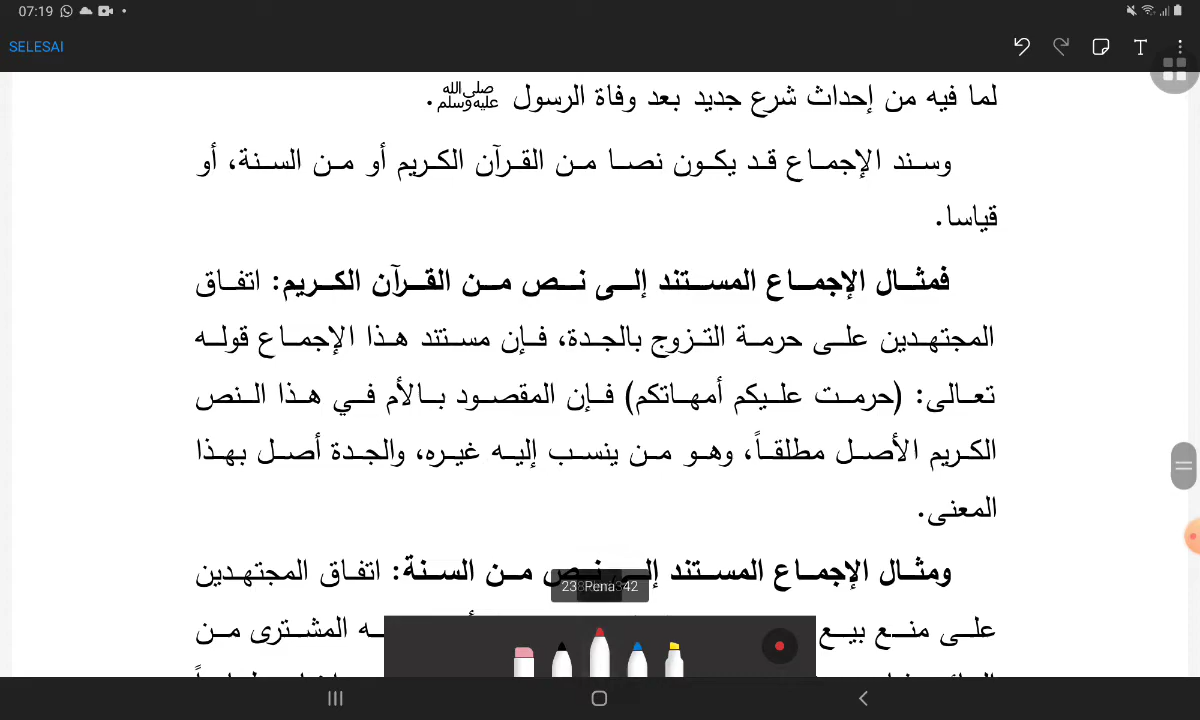 07:19
SELESAI
T
لما فيه من إحداث شرع جديد بعد وفاة الرسول ﷺ.
وسند الإجماع قد يكون نصا من القرآن الكريم أو من السنة، أو
قياسا.
فمثال الإجماع المستند إلى نص من القرآن الكريم: اتفاق
المجتهدين على حرمة التزوج بالجدة، فإن مستند هذا الإجماع قوله
تعالى: (حرمت عليكم أمهاتكم) فإن المقصود بالأم في هذا النص
الكريم الأصل مطلقاً، وهو من ينسب إليه غيره، والجدة أصل بهذا
المعنى.
ومثال الإجماع المستند إلى نص من السنة: اتفاق المجتهدين
Pena
على منع بيع المشترى من